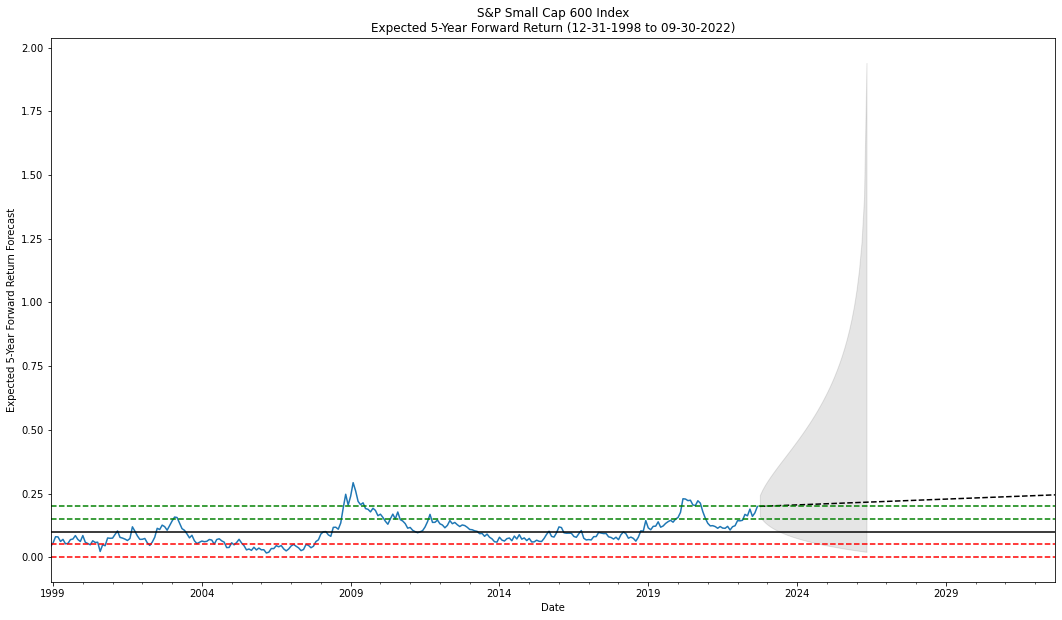 S&P Small Cap 600 Index
Expected 5-Year Forward Return (12-31-1998 to 09-30-2022)
Expected 5-Year Forward Return Forecast
2.00
1.75
1.50
1.25
1.00
0.75
0.50
0.25
0.00
1999 2004 2009 2014 2019 2024 2029
Date